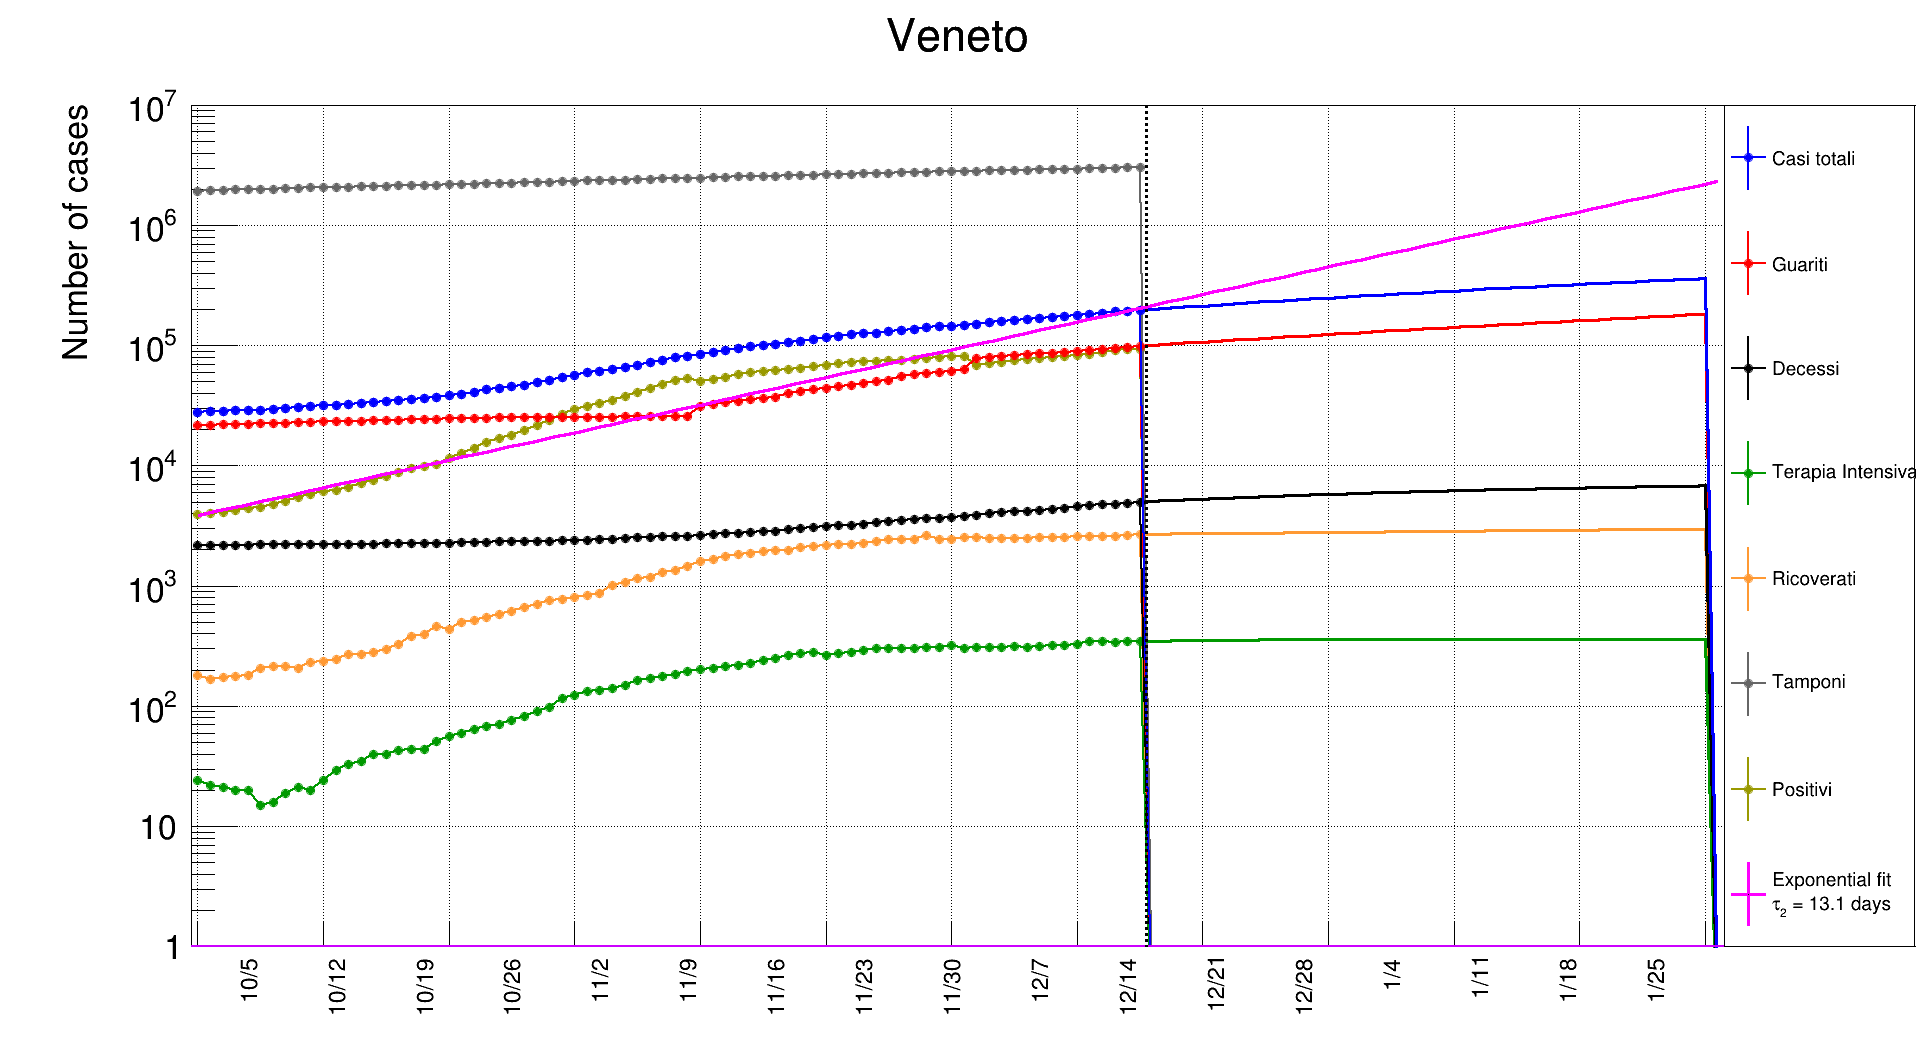 Veneto
Number of cases
10^7
10^6
10^5
10^4
10^3
10^2
10
1
10/5
10/12
10/19
10/26
11/2
11/9
11/16
11/23
11/30
12/7
12/14
12/21
12/28
1/4
1/11
1/18
1/25
Casi totali
Guariti
Decessi
Terapia Intensiva
Ricoverati
Tamponi
Positivi
Exponential fit
τ₂ = 13.1 days